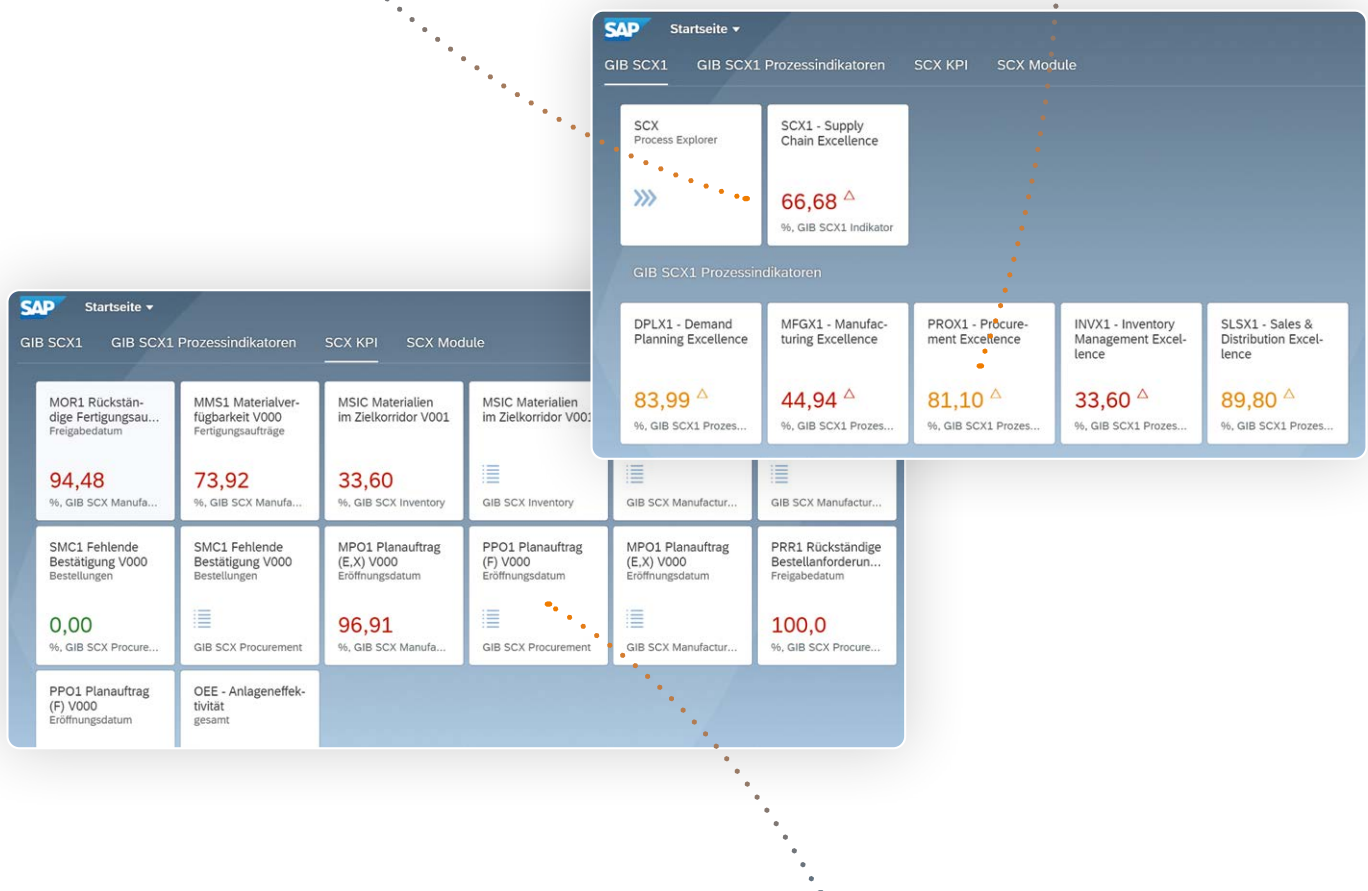 SAP Startseite
GIB SCX1 GIB SCX1 Prozessindikatoren SCX KPI SCX Module
SCX
Process Explorer
SCX1 - Supply
Chain Excellence
66,68
%, GIB SCX1 Indikator
GIB SCX1 Prozessindikatoren
DPLX1 - Demand
Planning Excellence
83,99
%, GIB SCX1 Prozes...
MFGX1 - Manufac-
turing Excellence
44,94
%, GIB SCX1 Prozes...
PROX1 - Procure-
ment Excellence
81,10
%, GIB SCX1 Prozes...
INVX1 - Inventory
Management Excel-
lence
33,60
%, GIB SCX1 Prozes...
SLSX1 - Sales &
Distribution Excel-
lence
89,80
%, GIB SCX1 Prozes...
SAP Startseite
GIB SCX1 GIB SCX1 Prozessindikatoren SCX KPI SCX Module
MOR1 Rückstän-
dige Fertigungsau...
Freigabedatum
94,48
%, GIB SCX Manufa...
MMS1 Materialver-
fügbarkeit V000
Fertigungsaufträge
73,92
%, GIB SCX Manufa...
MSIC Materialien
im Zielkorridor V001
33,60
%, GIB SCX Inventory
MSIC Materialien
im Zielkorridor V001
GIB SCX Inventory
GIB SCX Manufactur...
GIB SCX Manufactur...
SMC1 Fehlende
Bestätigung V000
Bestellungen
0,00
%, GIB SCX Procure...
SMC1 Fehlende
Bestätigung V000
Bestellungen
GIB SCX Procurement
MPO1 Planauftrag
(E,X) V000
Eröffnungsdatum
96,91
%, GIB SCX Manufa...
PPO1 Planauftrag
(F) V000
Eröffnungsdatum
GIB SCX Procurement
MPO1 Planauftrag
(E,X) V000
Eröffnungsdatum
GIB SCX Manufactur...
PRR1 Rückständige
Bestellanforderun...
Freigabedatum
100,0
%, GIB SCX Procure...
PPO1 Planauftrag
(F) V000
Eröffnungsdatum
OEE - Anlageneffek-
tivität
gesamt